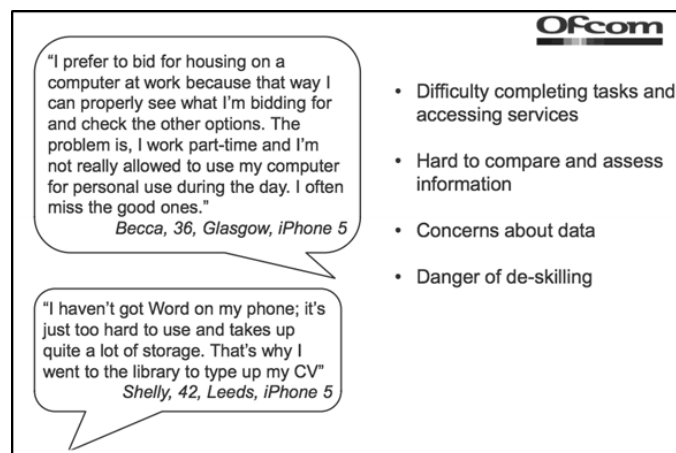 Ofcom
“I prefer to bid for housing on a
computer at work because that way I
can properly see what I’m bidding for
and check the other options. The
problem is, I work part-time and I’m
not really allowed to use my computer
for personal use during the day. I often
miss the good ones.”
Becca, 36, Glasgow, iPhone 5
“I haven’t got Word on my phone; it’s
just too hard to use and takes up
quite a lot of storage. That’s why I
went to the library to type up my CV”
Shelly, 42, Leeds, iPhone 5
• Difficulty completing tasks and
accessing services
• Hard to compare and assess
information
• Concerns about data
• Danger of de-skilling